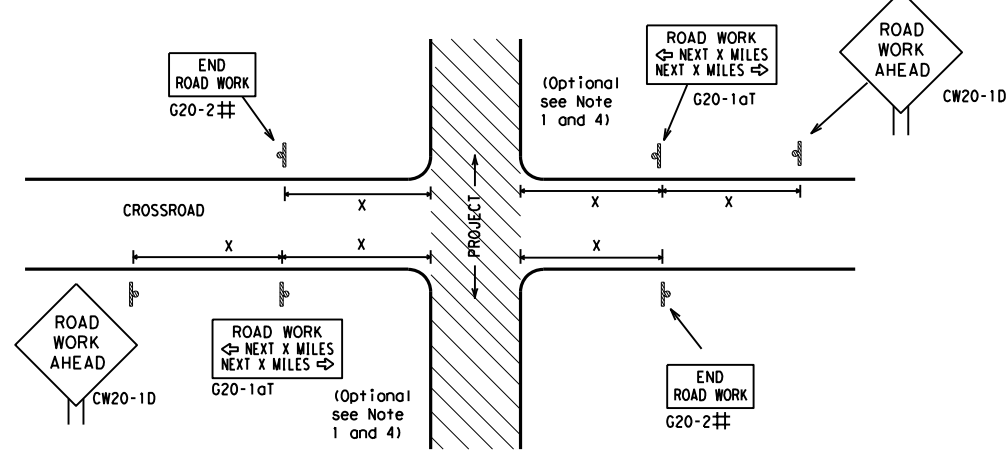 ROAD
WORK
AHEAD
CW20-1D
ROAD WORK
⇦ NEXT X MILES
NEXT X MILES ⇨
G20-1aT
(Optional
see Note
1 and 4)
END
ROAD WORK
G20-2⌗
X
X
X
CROSSROAD
PROJECT
X
X
X
ROAD
WORK
AHEAD
CW20-1D
ROAD WORK
⇦ NEXT X MILES
NEXT X MILES ⇨
G20-1aT
(Optional
see Note
1 and 4)
END
ROAD WORK
G20-2⌗